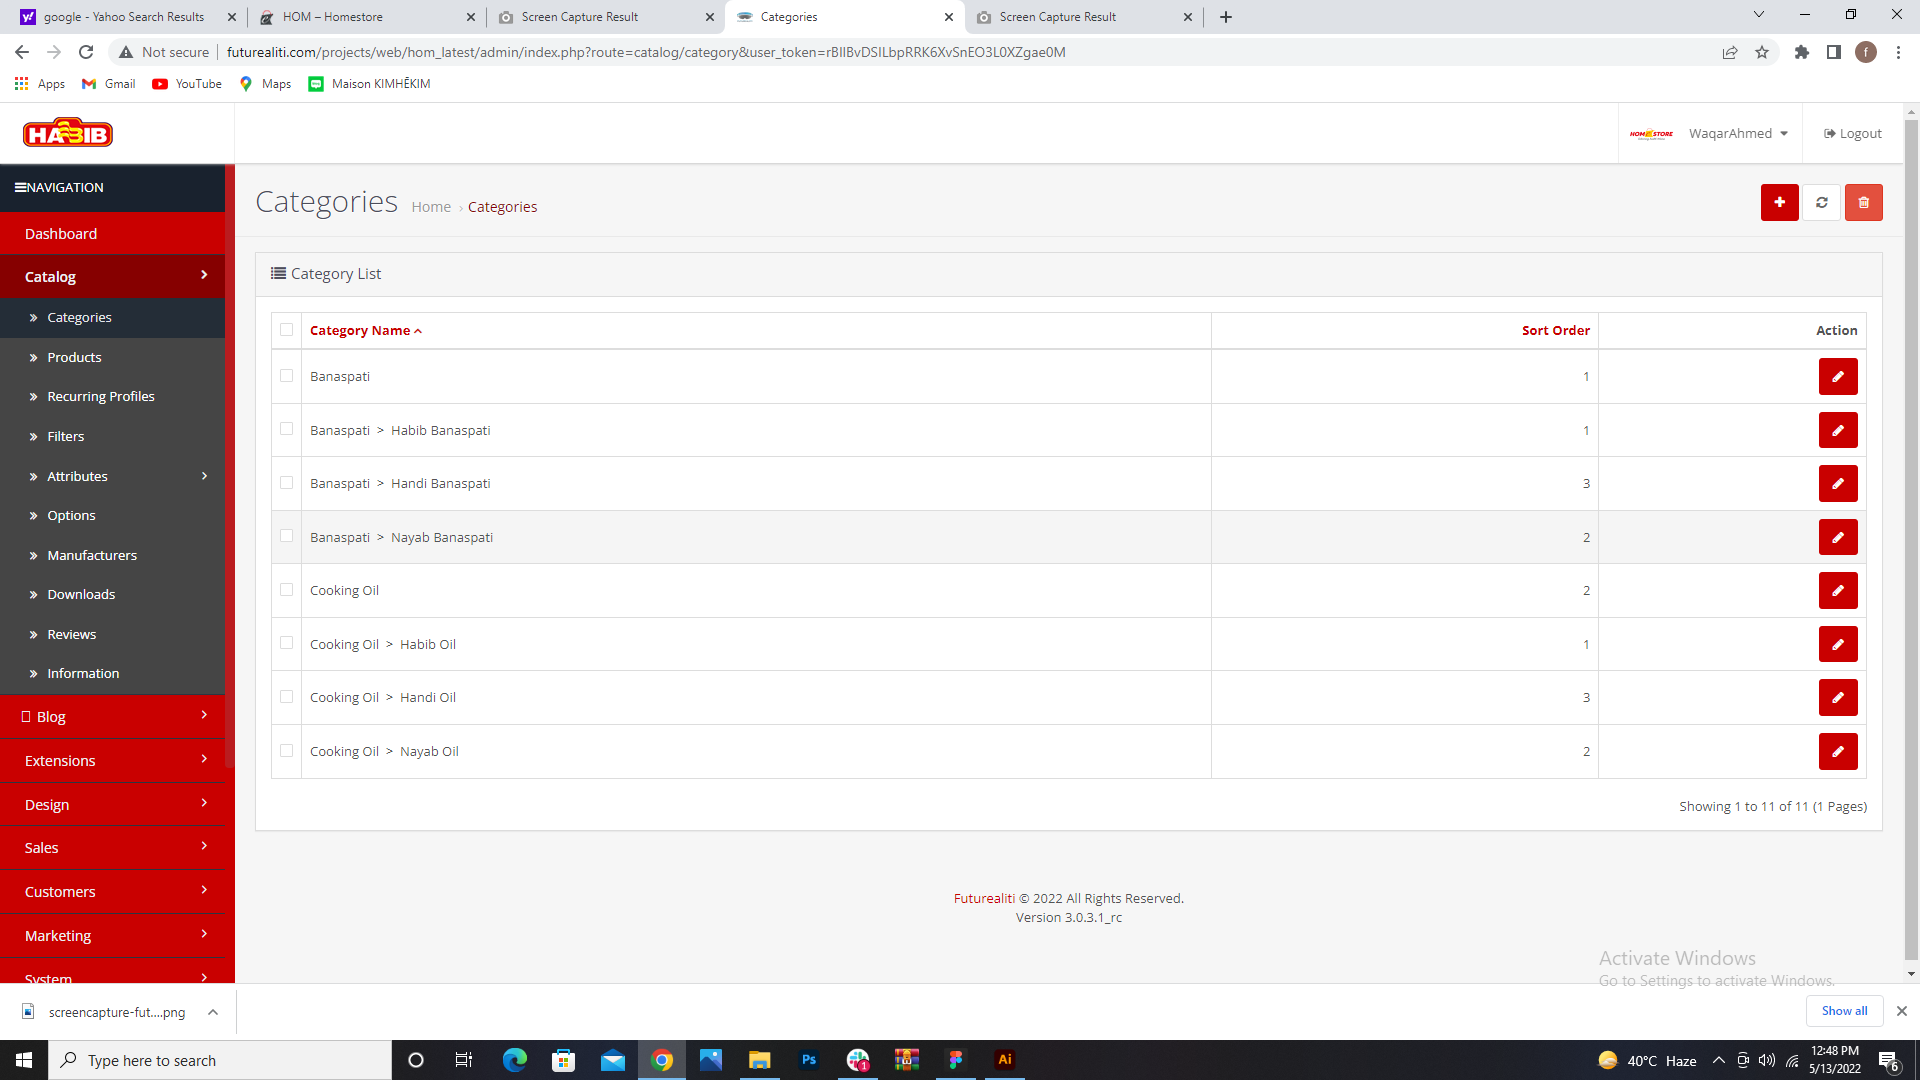 google - Yahoo Search Results
HOM – Homestore
Screen Capture Result
Categories
Screen Capture Result
Not secure
futurealiti.com/projects/web/hom_latest/admin/index.php?route=catalog/category&user_token=rBIIBvDSILbpRRK6XvSnEO3L0XZgae0M
f
Apps
Gmail
YouTube
Maps
Maison KIMHĒKIM
HABIB
HOM STORE
WaqarAhmed
Logout
NAVIGATION
Dashboard
Catalog
Categories
Products
Recurring Profiles
Filters
Attributes
Options
Manufacturers
Downloads
Reviews
Information
Blog
Extensions
Design
Sales
Customers
Marketing
System
Categories
Home › Categories
Category List
Category Name Sort Order Action
Banaspati 1
Banaspati > Habib Banaspati 1
Banaspati > Handi Banaspati 3
Banaspati > Nayab Banaspati 2
Cooking Oil 2
Cooking Oil > Habib Oil 1
Cooking Oil > Handi Oil 3
Cooking Oil > Nayab Oil 2
Showing 1 to 11 of 11 (1 Pages)
Futurealiti © 2022 All Rights Reserved.
Version 3.0.3.1_rc
Activate Windows
Go to Settings to activate Windows.
screencapture-fut....png
Show all
Type here to search
Ps
1
Ai
40°C Haze
12:48 PM
5/13/2022
6